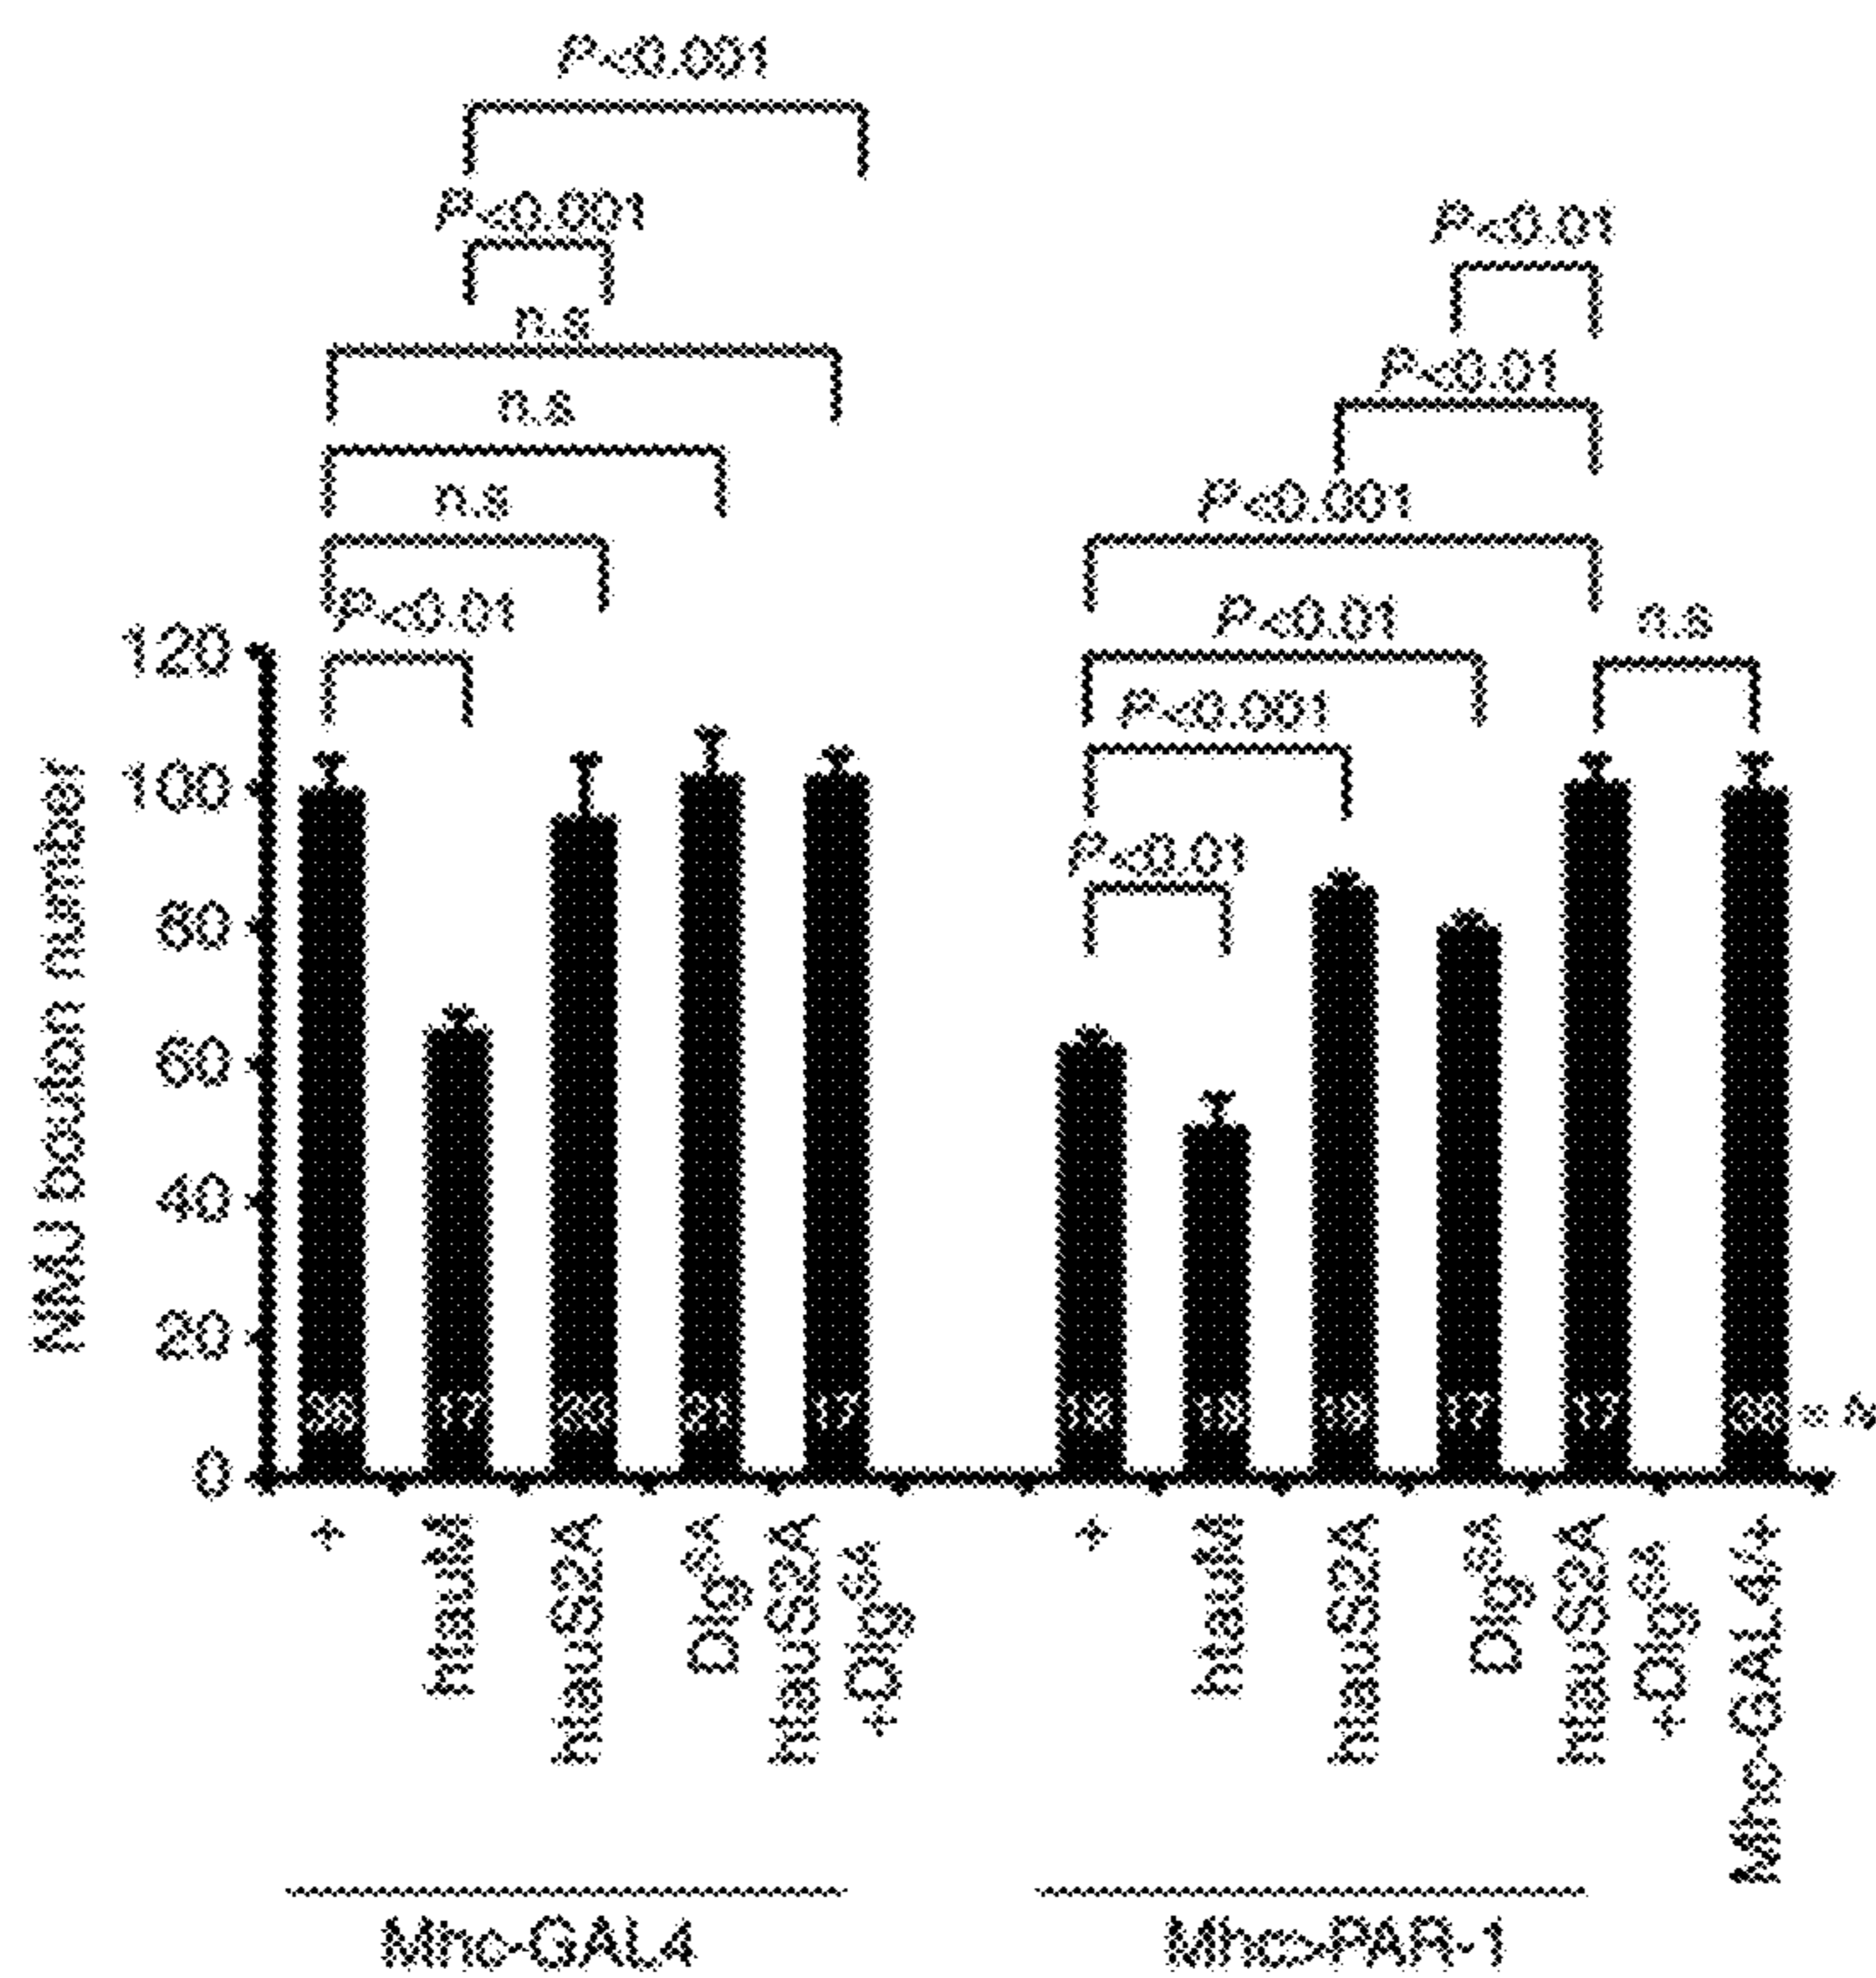 P<0.001
P<0.001
n.s
n.s
n.s
P<0.01
P<0.01
P<0.01
P<0.001
P<0.01
P<0.001
P<0.01
n.s
NMJ bouton number
120
100
80
60
40
20
0
= N
+
htauM
htauS2A
Dlg SA
htauS2A
+Dlg SA
+
htauM
htauS2A
Dlg SA
htauS2A
+Dlg SA
Mhc-GAL4/+
Mhc-GAL4
Mhc>PAR-1